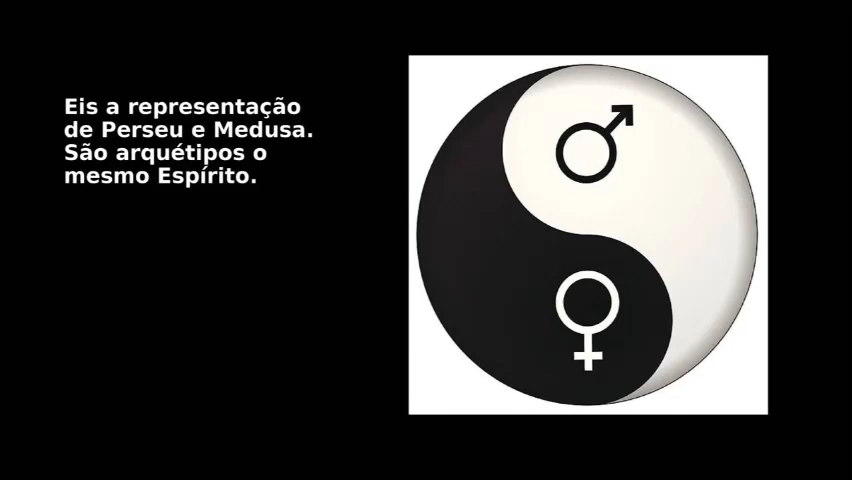 Eis a representação
de Perseu e Medusa.
São arquétipos o
mesmo Espírito.